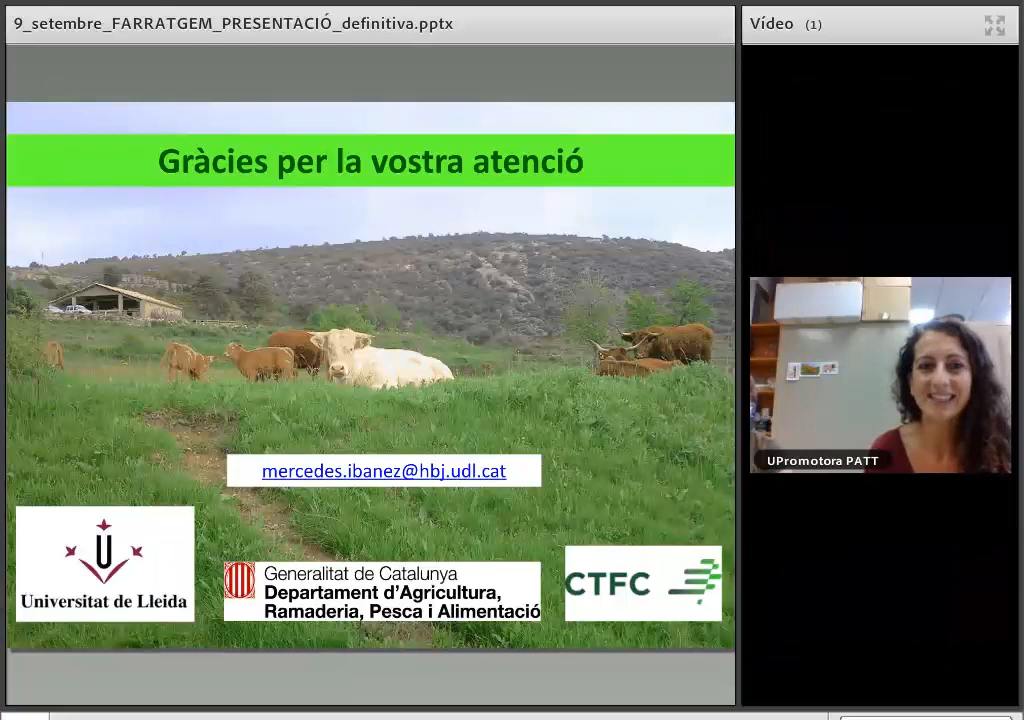 9_setembre_FARRATGEM_PRESENTACIÓ_definitiva.pptx
Vídeo (1)
Gràcies per la vostra atenció
UPromotora PATT
mercedes.ibanez@hbj.udl.cat
Universitat de Lleida
Generalitat de Catalunya
Departament d'Agricultura,
Ramaderia, Pesca i Alimentació
CTFC